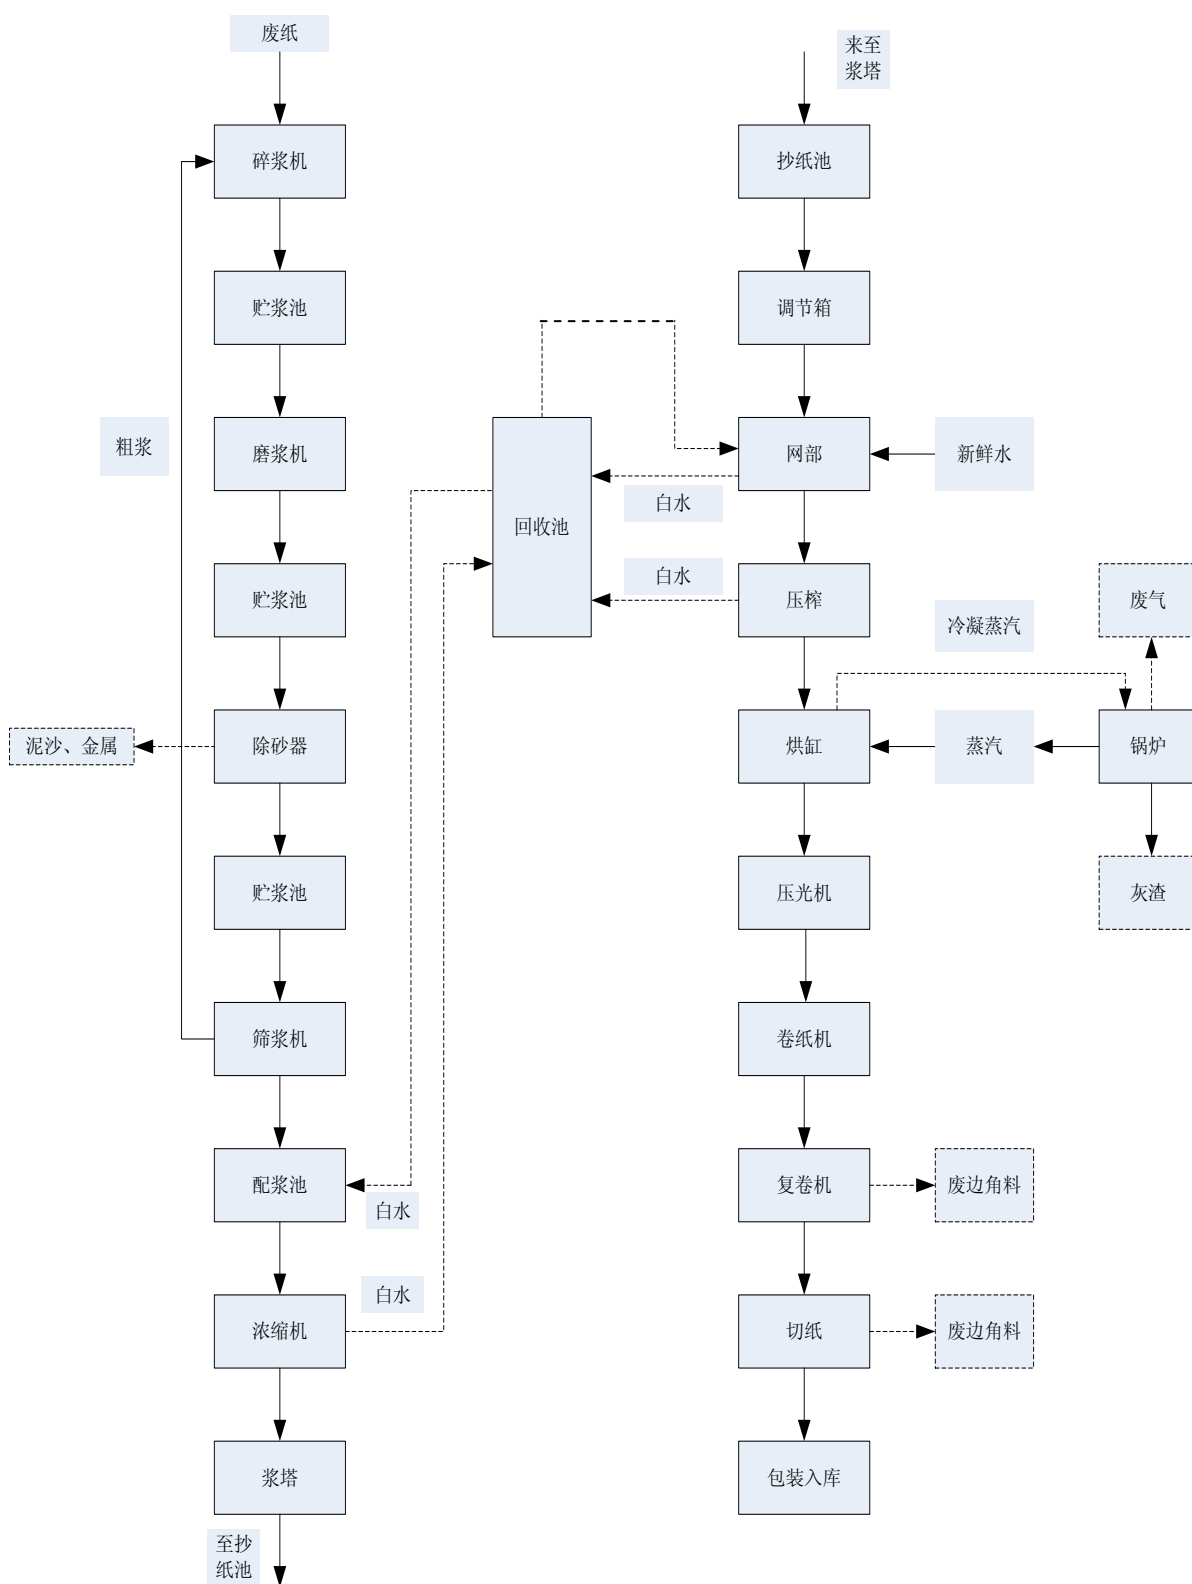 废纸
碎浆机
贮浆池
粗浆
磨浆机
贮浆池
泥沙、金属
除砂器
贮浆池
筛浆机
配浆池
白水
白水
浓缩机
浆塔
至抄
纸池
来至
浆塔
抄纸池
调节箱
网部
新鲜水
白水
回收池
白水
压榨
冷凝蒸汽
废气
烘缸
蒸汽
锅炉
压光机
灰渣
卷纸机
复卷机
废边角料
切纸
废边角料
包装入库